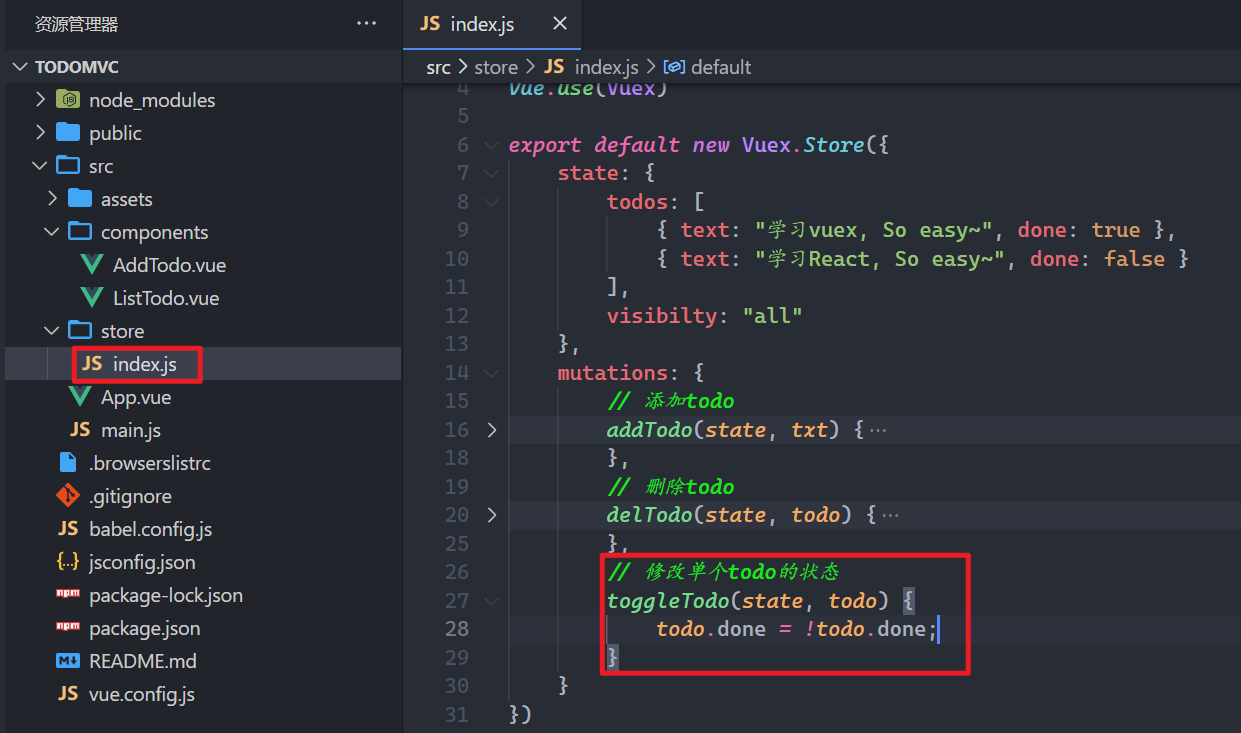 资源管理器
TODOMVC
node_modules
public
src
assets
components
AddTodo.vue
ListTodo.vue
store
JS index.js
App.vue
JS main.js
.browserslistrc
.gitignore
JS babel.config.js
{..} jsconfig.json
npm package-lock.json
npm package.json
M↓ README.md
JS vue.config.js
JS index.js
src > store > JS index.js > default
4 Vue.use(Vuex)
5
6 export default new Vuex.Store({
7 state: {
8 todos: [
9 { text: "学习vuex, So easy~", done: true },
10 { text: "学习React, So easy~", done: false }
11 ],
12 visibilty: "all"
13 },
14 mutations: {
15 // 添加todo
16 addTodo(state, txt) {…
18 },
19 // 删除todo
20 delTodo(state, todo) {…
25 },
26 // 修改单个todo的状态
27 toggleTodo(state, todo) {
28 todo.done = !todo.done;
29 }
30 }
31 })